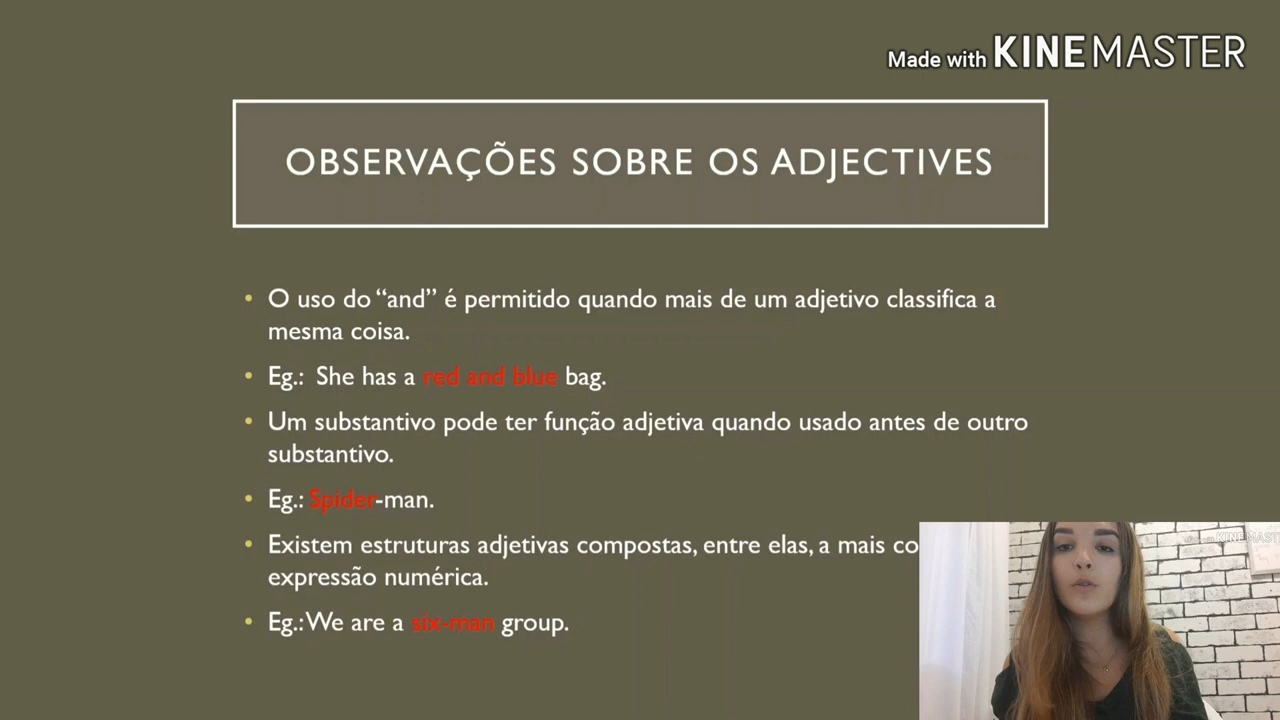 Made with KINEMASTER
OBSERVAÇÕES SOBRE OS ADJECTIVES
• O uso do “and” é permitido quando mais de um adjetivo classifica a
mesma coisa.
• Eg.: She has a red and blue bag.
• Um substantivo pode ter função adjetiva quando usado antes de outro
substantivo.
• Eg.: Spider-man.
• Existem estruturas adjetivas compostas, entre elas, a mais
expressão numérica.
• Eg.: We are a six-man group.